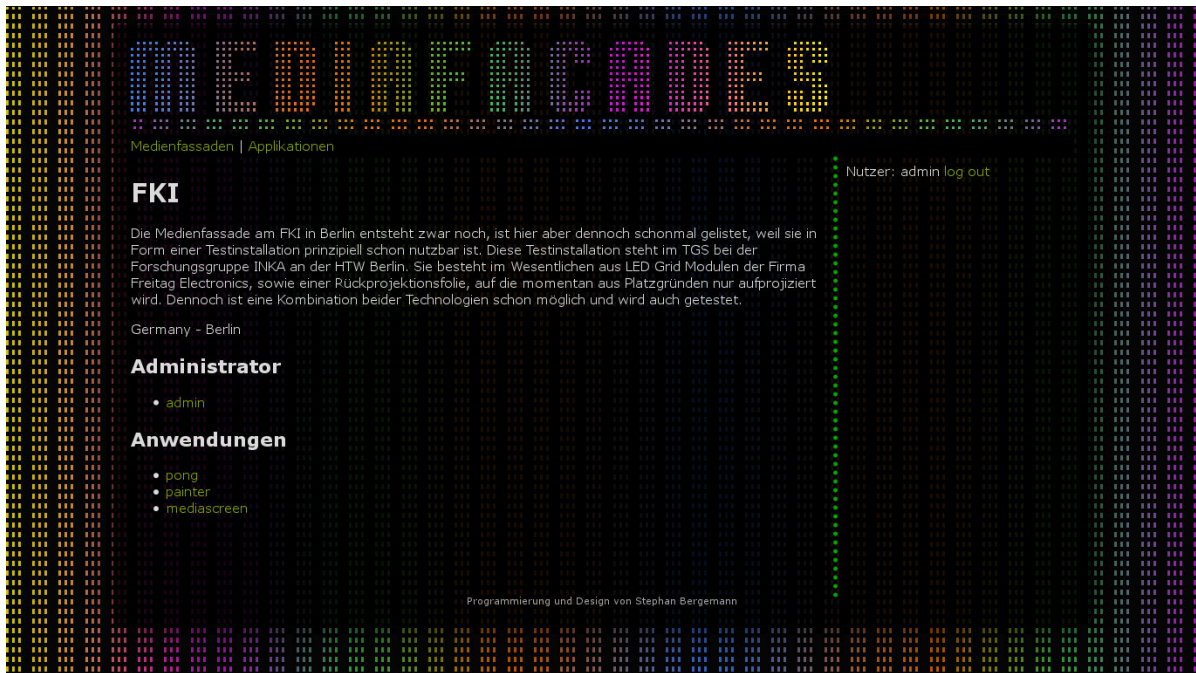 MEDIAFACADES
Medienfassaden | Applikationen
Nutzer: admin log out
FKI
Die Medienfassade am FKI in Berlin entsteht zwar noch, ist hier aber dennoch schonmal gelistet, weil sie in
Form einer Testinstallation prinzipiell schon nutzbar ist. Diese Testinstallation steht im TGS bei der
Forschungsgruppe INKA an der HTW Berlin. Sie besteht im Wesentlichen aus LED Grid Modulen der Firma
Freitag Electronics, sowie einer Rückprojektionsfolie, auf die momentan aus Platzgründen nur aufprojiziert
wird. Dennoch ist eine Kombination beider Technologien schon möglich und wird auch getestet.
Germany - Berlin
Administrator
• admin
Anwendungen
• pong
• painter
• mediascreen
Programmierung und Design von Stephan Bergemann